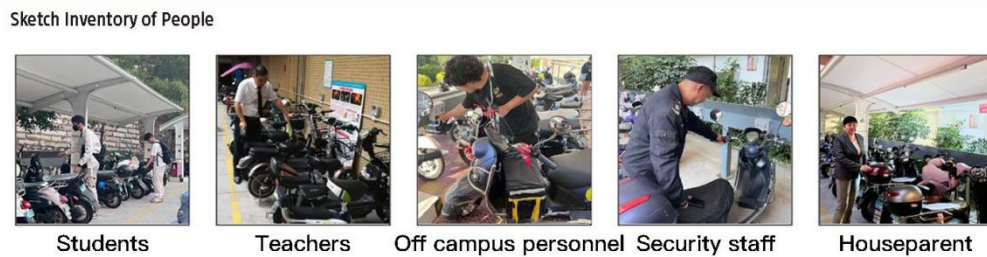 Sketch Inventory of People
Students
Teachers
Off campus personnel
Security staff
Houseparent